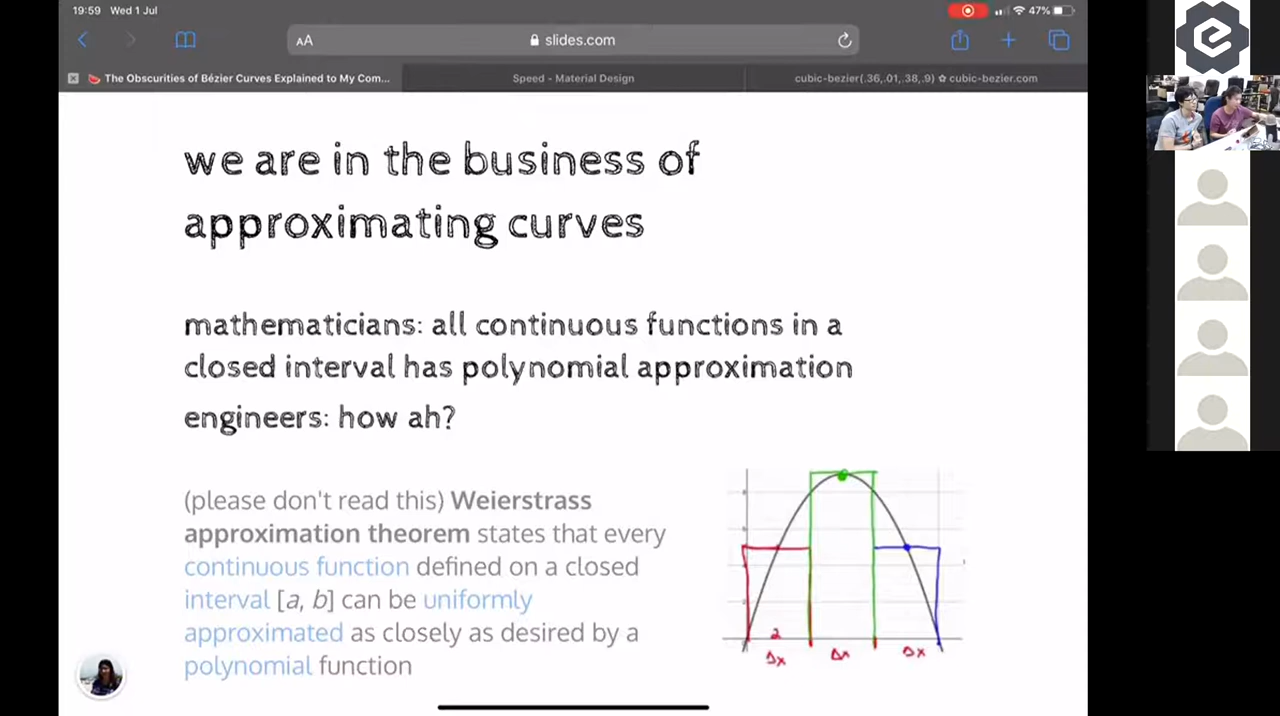 19:59 Wed 1 Jul
47%
AA
slides.com
The Obscurities of Bézier Curves Explained to My Com...
Speed - Material Design
cubic-bezier(.36,.01,.38,.9) ✿ cubic-bezier.com
we are in the business of
approximating curves
mathematicians: all continuous functions in a
closed interval has polynomial approximation
engineers: how ah?
(please don't read this) Weierstrass
approximation theorem states that every
continuous function defined on a closed
interval [a, b] can be uniformly
approximated as closely as desired by a
polynomial function
2
Δx Δx Δx